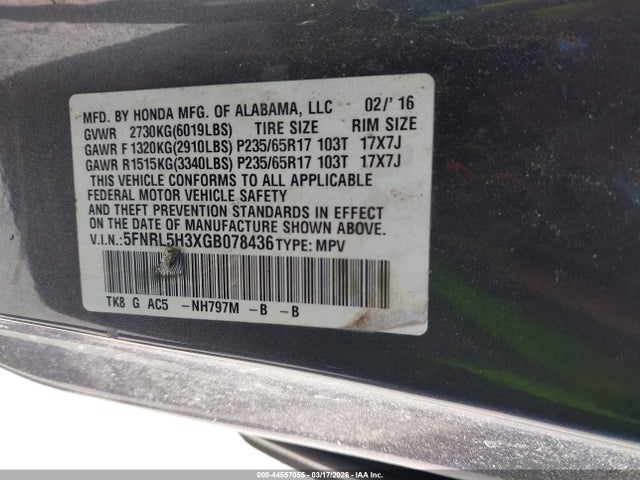 MFD. BY HONDA MFG. OF ALABAMA, LLC 02/' 16
GVWR 2730KG(6019LBS) TIRE SIZE RIM SIZE
GAWR F 1320KG(2910LBS) P235/65R17 103T 17X7J
GAWR R1515KG(3340LBS) P235/65R17 103T 17X7J
THIS VEHICLE CONFORMS TO ALL APPLICABLE
FEDERAL MOTOR VEHICLE SAFETY
AND THEFT PREVENTION STANDARDS IN EFFECT
ON THE DATE OF MANUFACTURE SHOWN ABOVE.
V.I.N.:5FNRL5H3XGB078436 TYPE: MPV
TK8 G AC5 -NH797M -B -B
000-44557055 | 03/17/2026 | IAA Inc.